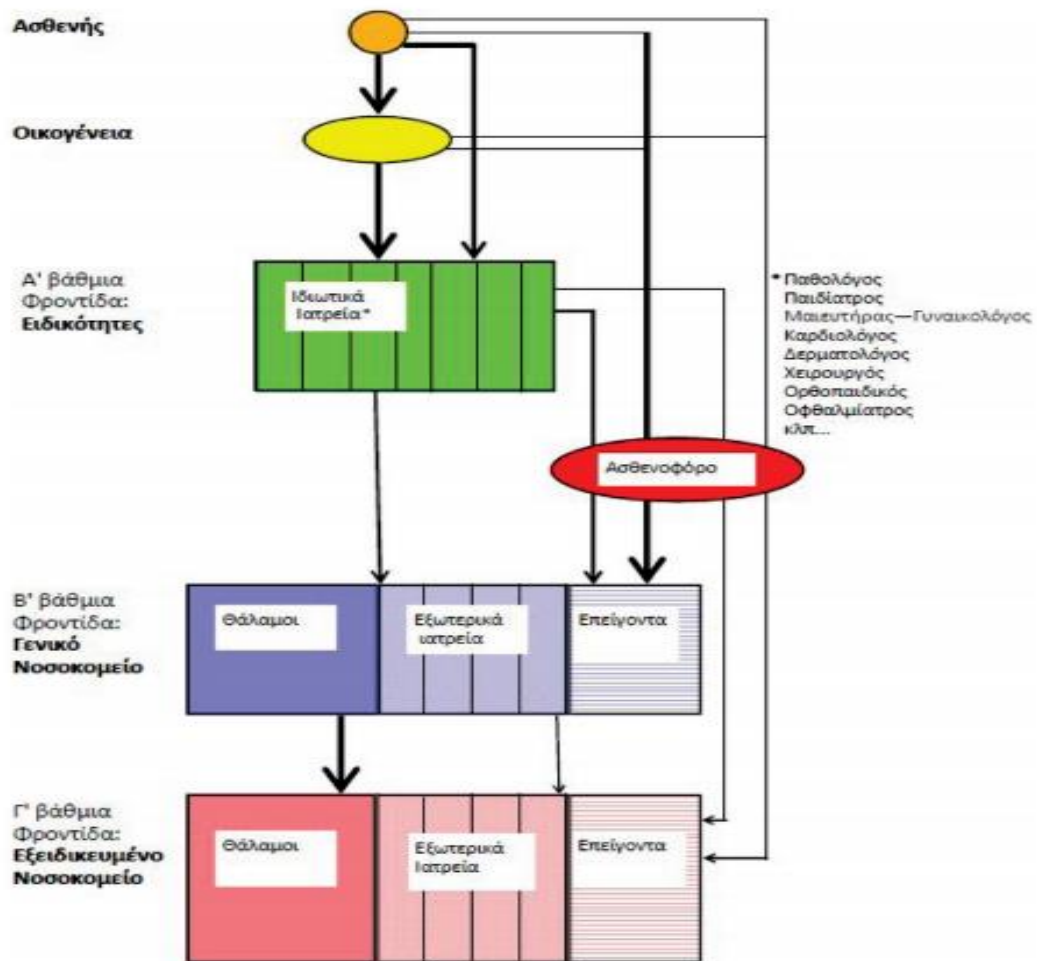 Ασθενής
Οικογένεια
Α' βάθμια
Φροντίδα:
Ειδικότητες
Ιδιωτικά
Ιατρεία*
* Παθολόγος
Παιδίατρος
Μαιευτήρας—Γυναικολόγος
Καρδιολόγος
Δερματολόγος
Χειρουργός
Ορθοπαιδικός
Οφθαλμίατρος
κλπ...
Ασθενοφόρο
Β' βάθμια
Φροντίδα:
Γενικό
Νοσοκομείο
Θάλαμοι
Εξωτερικά
ιατρεία
Επείγοντα
Γ' βάθμια
Φροντίδα:
Εξειδικευμένο
Νοσοκομείο
Θάλαμοι
Εξωτερικά
Ιατρεία
Επείγοντα